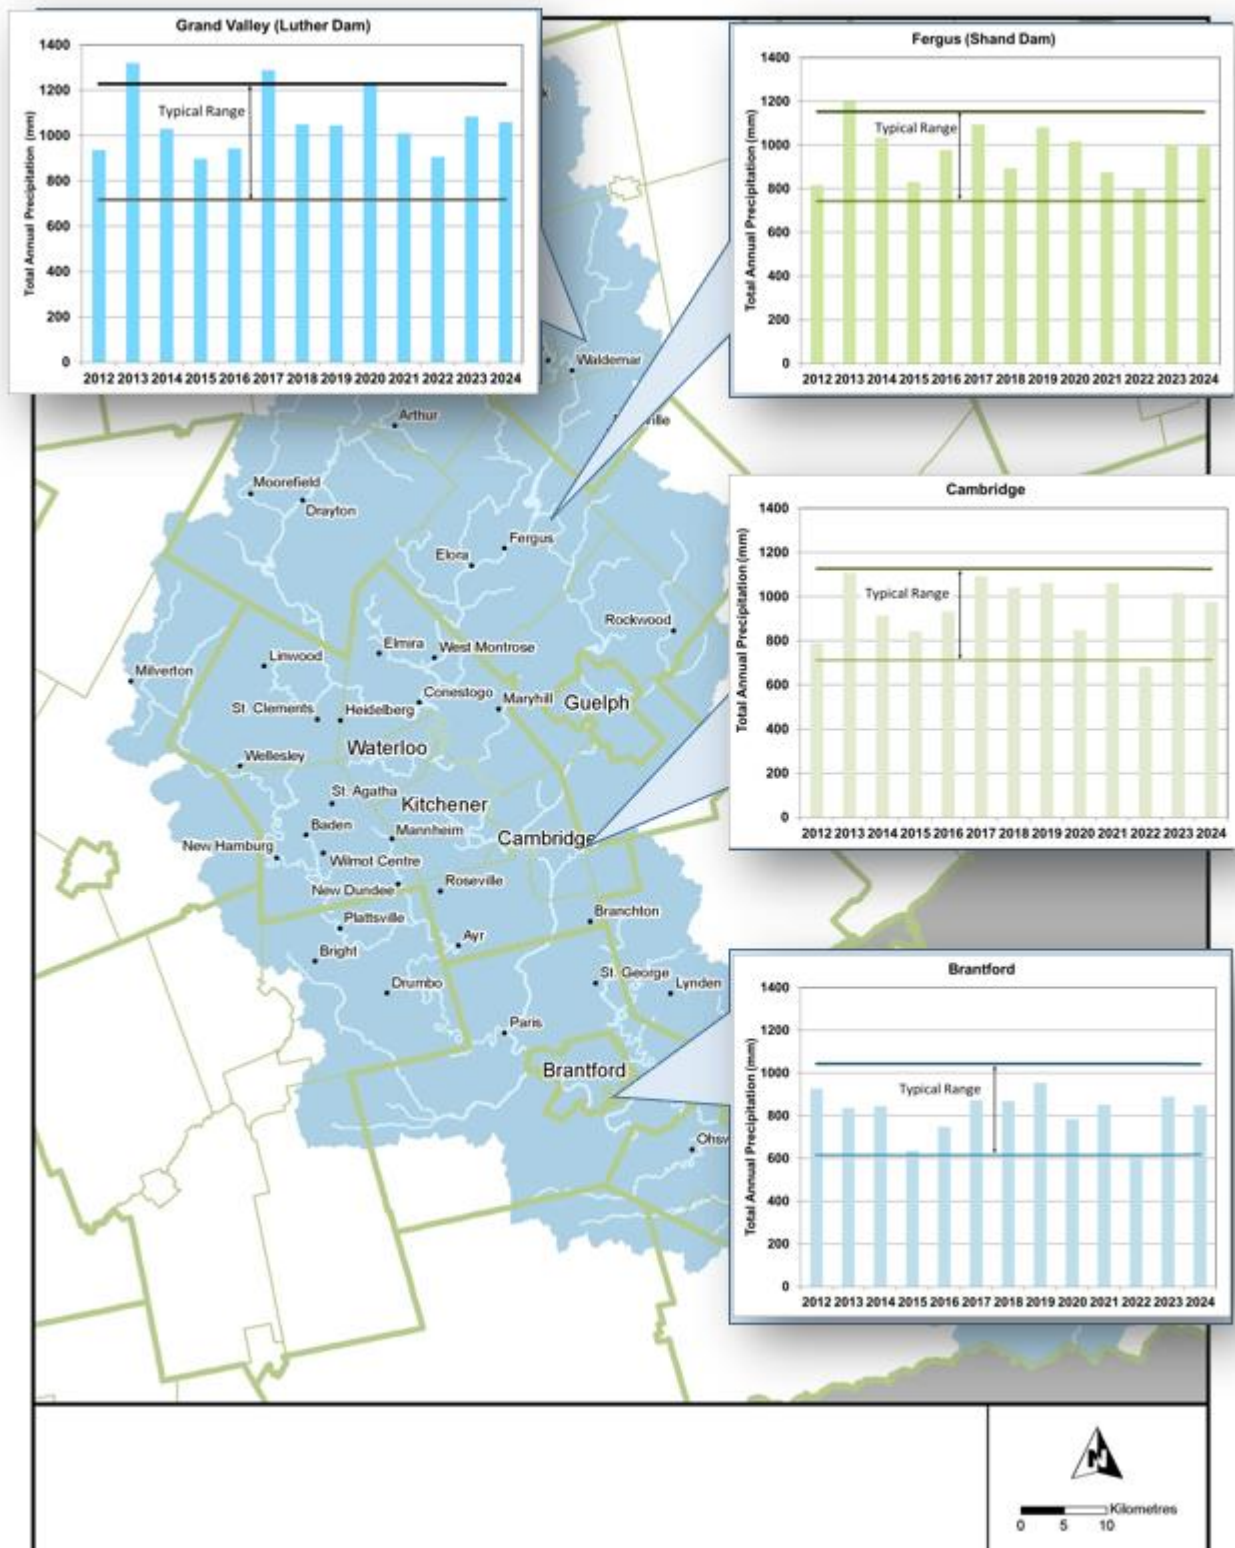 Grand Valley (Luther Dam)
Total Annual Precipitation (mm)
1400
1200
1000
800
600
400
200
0
Typical Range
2012 2013 2014 2015 2016 2017 2018 2019 2020 2021 2022 2023 2024
Fergus (Shand Dam)
Total Annual Precipitation (mm)
1400
1200
1000
800
600
400
200
0
Typical Range
2012 2013 2014 2015 2016 2017 2018 2019 2020 2021 2022 2023 2024
Waldemar
Arthur
ville
Moorefield
Drayton
Fergus
Elora
Rockwood
Elmira
West Montrose
Linwood
Milverton
Conestogo
Maryhill
Guelph
St. Clements
Heidelberg
Waterloo
Wellesley
St. Agatha
Kitchener
Baden
Mannheim
Cambridge
New Hamburg
Wilmot Centre
New Dundee
Roseville
Plattsville
Branchton
Ayr
Bright
St. George
Lynden
Drumbo
Paris
Brantford
Ohsw
Cambridge
Total Annual Precipitation (mm)
1400
1200
1000
800
600
400
200
0
Typical Range
2012 2013 2014 2015 2016 2017 2018 2019 2020 2021 2022 2023 2024
Brantford
Total Annual Precipitation (mm)
1400
1200
1000
800
600
400
200
0
Typical Range
2012 2013 2014 2015 2016 2017 2018 2019 2020 2021 2022 2023 2024
N
Kilometres
0 5 10